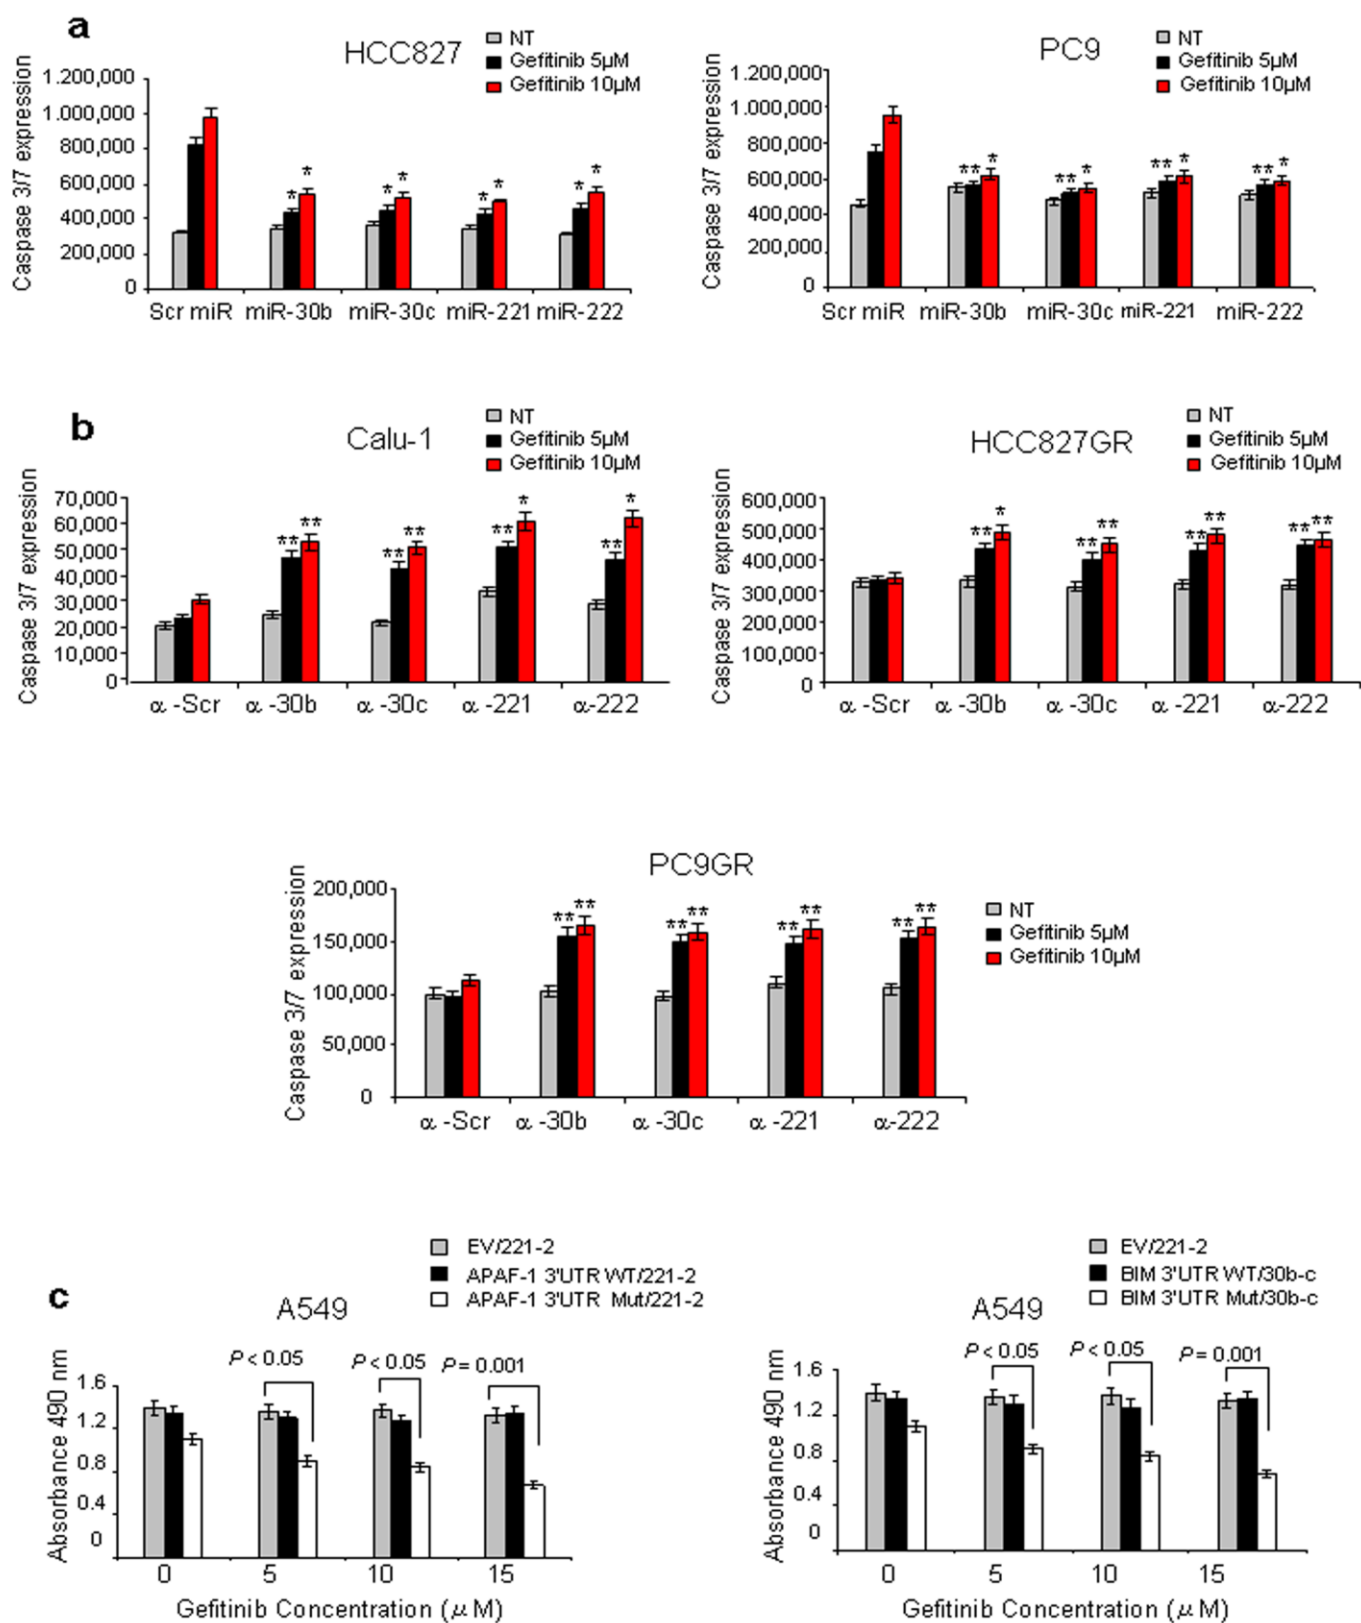 a
HCC827
NT
Gefitinib 5µM
Gefitinib 10µM
Caspase 3/7 expression
1.200,000
1.000,000
800,000
600,000
400,000
200,000
0
* * * * * * * *
Scr miR miR-30b miR-30c miR-221 miR-222
PC9
NT
Gefitinib 5µM
Gefitinib 10µM
Caspase 3/7 expression
1.200,000
1.000,000
800,000
600,000
400,000
200,000
0
** * ** * ** * ** *
Scr miR miR-30b miR-30c miR-221 miR-222
b
Calu-1
NT
Gefitinib 5µM
Gefitinib 10µM
Caspase 3/7 expression
70,000
60,000
50,000
40,000
30,000
20,000
10,000
0
** ** ** ** ** * ** *
α -Scr α -30b α -30c α -221 α-222
HCC827GR
NT
Gefitinib 5µM
Gefitinib 10µM
Caspase 3/7 expression
600,000
500,000
400,000
300,000
200,000
100,000
0
** * ** ** ** ** ** **
α -Scr α -30b α -30c α -221 α-222
PC9GR
NT
Gefitinib 5µM
Gefitinib 10µM
Caspase 3/7 expression
200,000
150,000
100,000
50,000
0
** ** ** ** ** ** ** **
α -Scr α -30b α -30c α -221 α-222
c
A549
EV/221-2
APAF-1 3'UTR WT/221-2
APAF-1 3'UTR Mut/221-2
P < 0.05 P < 0.05 P = 0.001
Absorbance 490 nm
1.6
1.2
0.8
0.4
0
0 5 10 15
Gefitinib Concentration (µ M)
A549
EV/221-2
BIM 3'UTR WT/30b-c
BIM 3'UTR Mut/30b-c
P < 0.05 P < 0.05 P = 0.001
Absorbance 490 nm
1.6
1.2
0.8
0.4
0
0 5 10 15
Gefitinib Concentration (µ M)